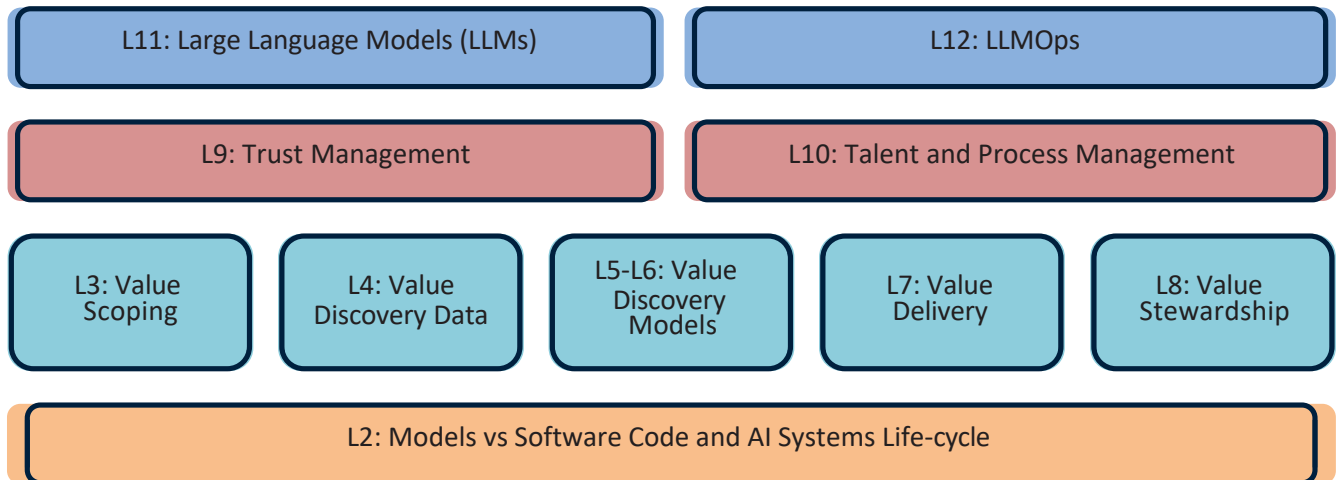 L11: Large Language Models (LLMs)
L12: LLMOps
L9: Trust Management
L10: Talent and Process Management
L3: Value
Scoping
L4: Value
Discovery Data
L5-L6: Value
Discovery
Models
L7: Value
Delivery
L8: Value
Stewardship
L2: Models vs Software Code and AI Systems Life-cycle